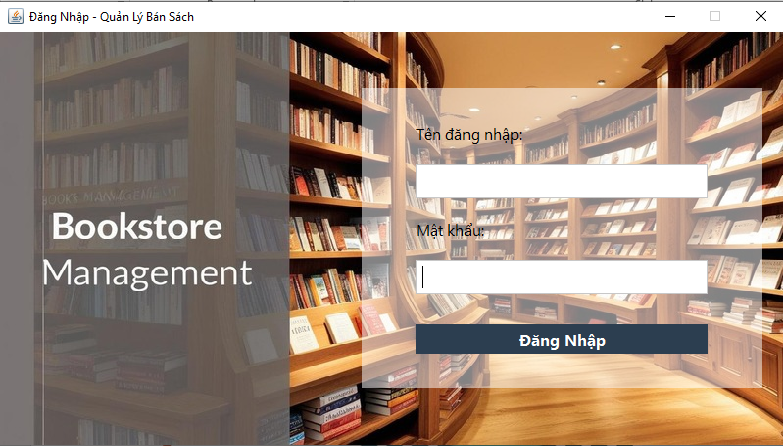 Đăng Nhập - Quản Lý Bán Sách
Bookstore
Management
Tên đăng nhập:
Mật khẩu:
Đăng Nhập